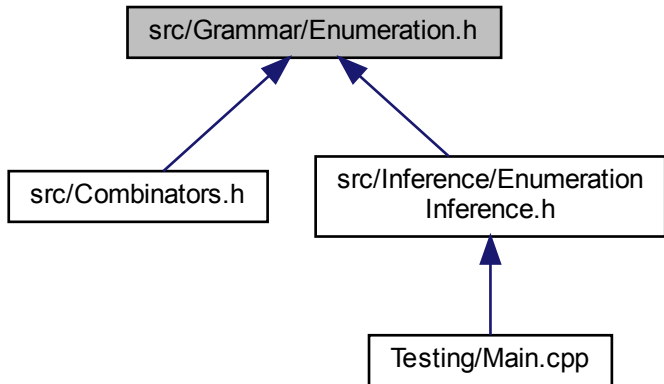 src/Grammar/Enumeration.h
src/Combinators.h
src/Inference/Enumeration
Inference.h
Testing/Main.cpp